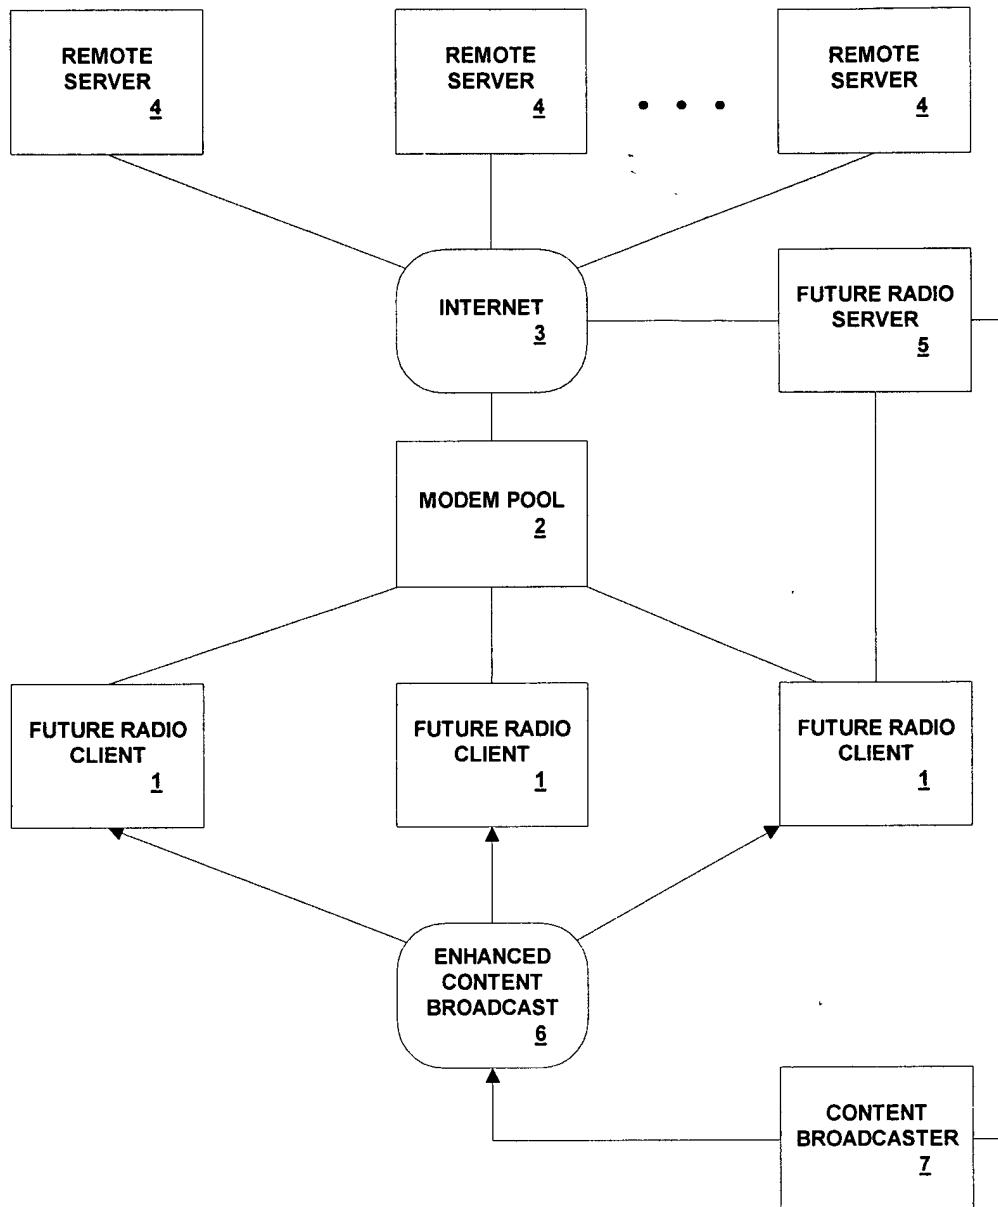 REMOTE
SERVER
4
REMOTE
SERVER
4
REMOTE
SERVER
4
INTERNET
3
FUTURE RADIO
SERVER
5
MODEM POOL
2
FUTURE RADIO
CLIENT
1
FUTURE RADIO
CLIENT
1
FUTURE RADIO
CLIENT
1
ENHANCED
CONTENT
BROADCAST
6
CONTENT
BROADCASTER
7